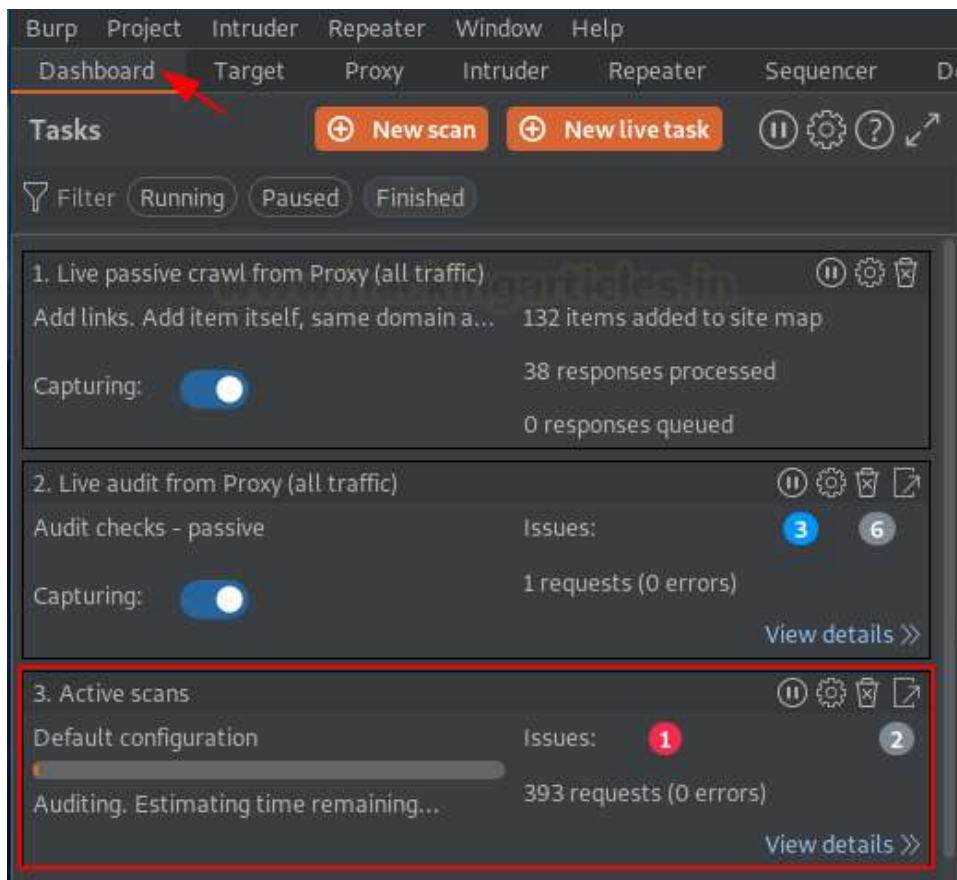 Burp Project Intruder Repeater Window Help
Dashboard Target Proxy Intruder Repeater Sequencer
Tasks New scan New live task
Filter Running Paused Finished
1. Live passive crawl from Proxy (all traffic)
www.hackingarticles.in
Add links. Add item itself, same domain a... 132 items added to site map
38 responses processed
Capturing:
0 responses queued
2. Live audit from Proxy (all traffic)
Audit checks - passive Issues: 3 6
1 requests (0 errors)
Capturing:
View details
3. Active scans
Default configuration Issues: 1 2
393 requests (0 errors)
Auditing. Estimating time remaining...
View details